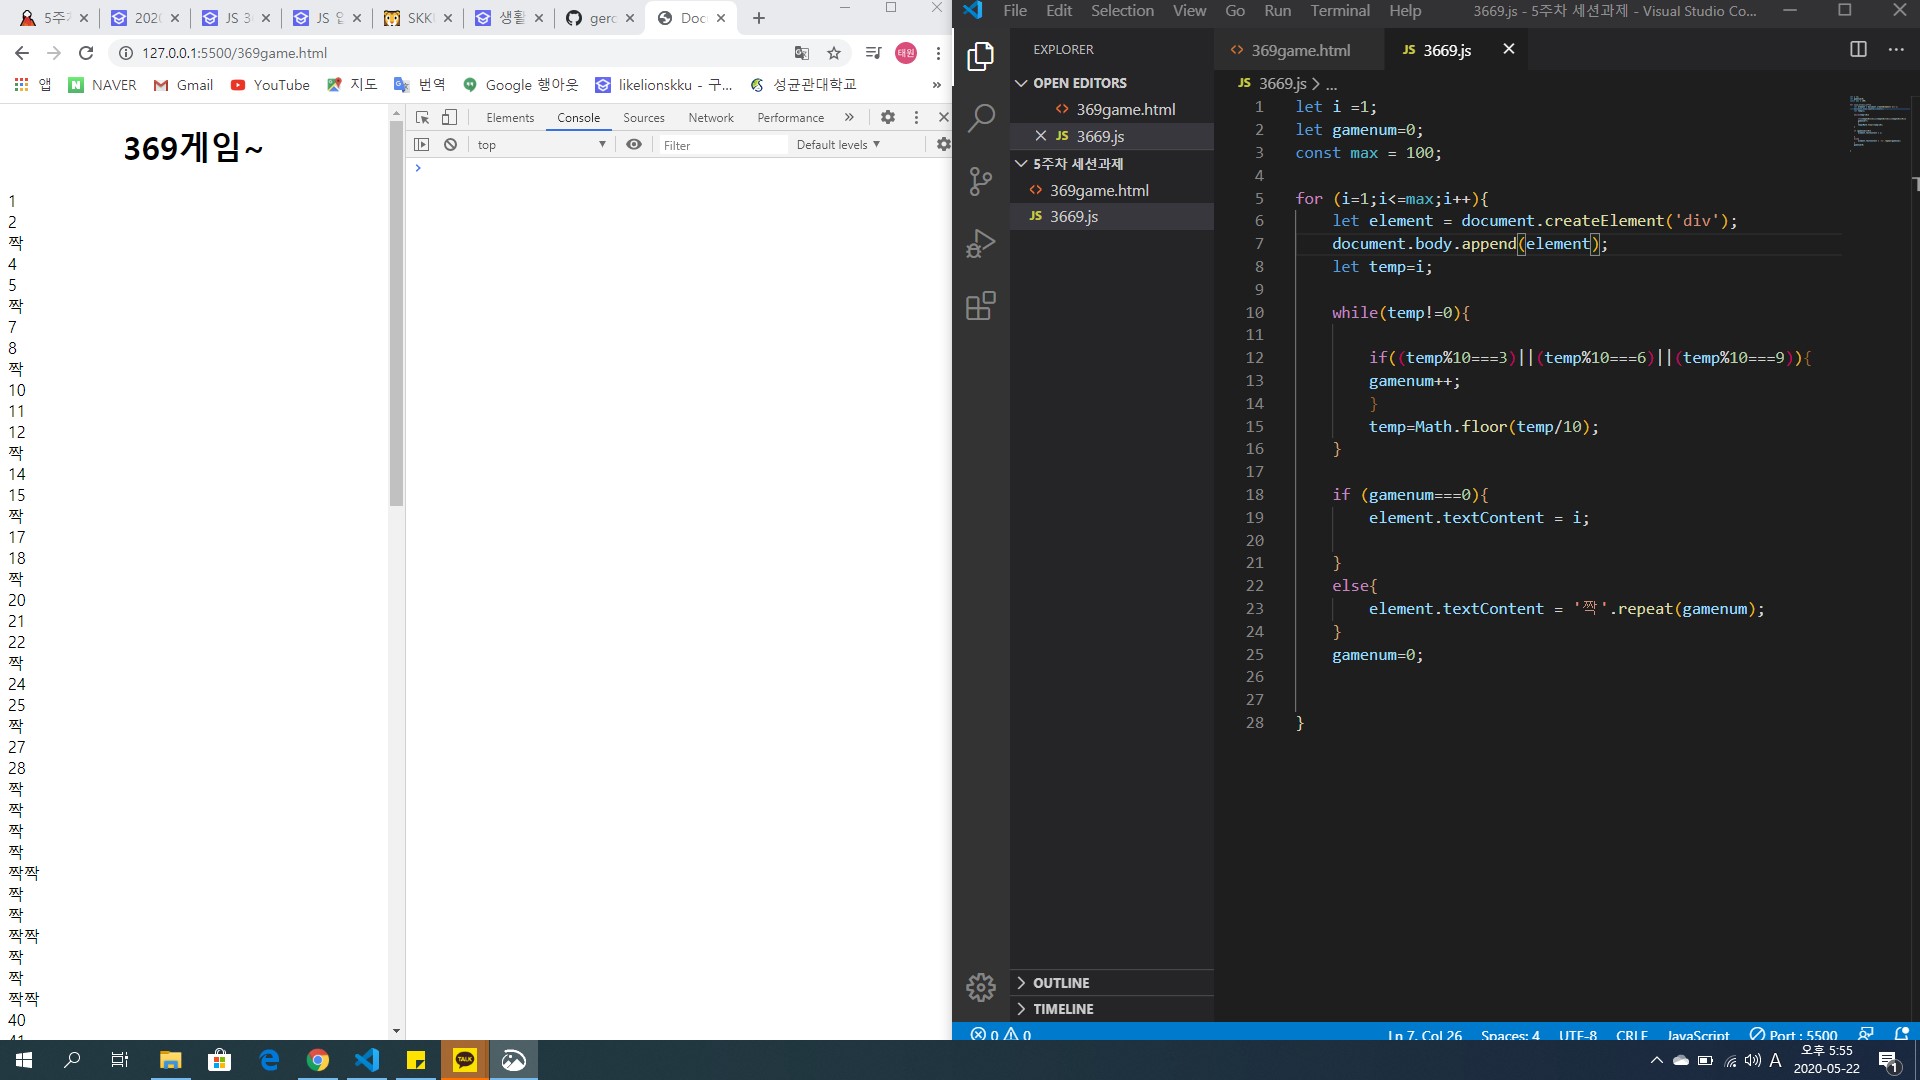 5주
2020
JS 3
JS 입
SKK
생활
gerc
Doc
127.0.0.1:5500/369game.html
태원
앱
NAVER
Gmail
YouTube
지도
번역
Google 행아웃
likelionskku - 구...
성균관대학교
»
369게임~
1
2
짝
4
5
짝
7
8
짝
10
11
12
짝
14
15
짝
17
18
짝
20
21
22
짝
24
25
짝
27
28
짝
짝
짝
짝
짝짝
짝
짝
짝짝
짝
짝
짝짝
40
41
Elements Console Sources Network Performance »
top Filter Default levels
File Edit Selection View Go Run Terminal Help 3669.js - 5주차 세션과제 - Visual Studio Co...
EXPLORER
OPEN EDITORS
369game.html
3669.js
5주차 세션과제
369game.html
3669.js
OUTLINE
TIMELINE
369game.html
JS 3669.js
JS 3669.js > ...
1 let i =1;
2 let gamenum=0;
3 const max = 100;
4
5 for (i=1;i<=max;i++){
6 let element = document.createElement('div');
7 document.body.append(element);
8 let temp=i;
9
10 while(temp!=0){
11
12 if((temp%10===3)||(temp%10===6)||(temp%10===9)){
13 gamenum++;
14 }
15 temp=Math.floor(temp/10);
16 }
17
18 if (gamenum===0){
19 element.textContent = i;
20
21 }
22 else{
23 element.textContent = '짝'.repeat(gamenum);
24 }
25 gamenum=0;
26
27
28 }
0 0 Ln 7, Col 26 Spaces: 4 UTF-8 CRLF JavaScript Port : 5500
TALK
A
오후 5:55
2020-05-22
1